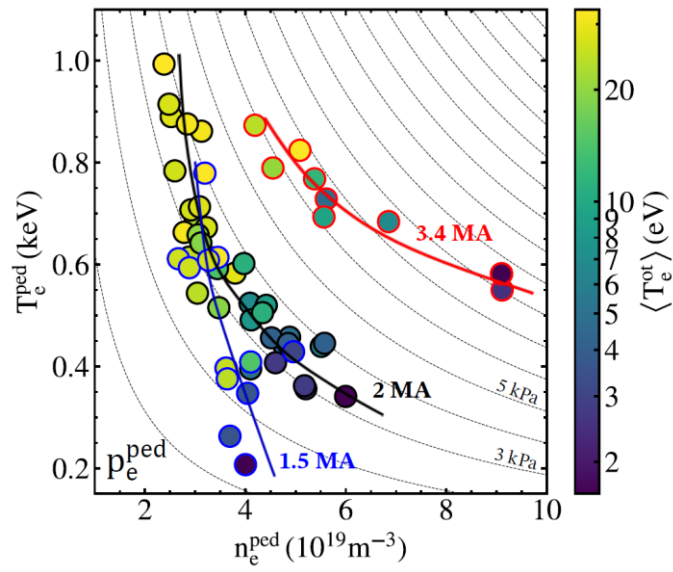 1.0
0.8
0.6
0.4
0.2
T_e^ped (keV)
3.4 MA
2 MA
1.5 MA
5 kPa
3 kPa
p_e^ped
2
4
6
8
10
n_e^ped (10^19 m^−3)
20
10
9
8
7
6
5
4
3
2
⟨T_e^ot⟩ (eV)